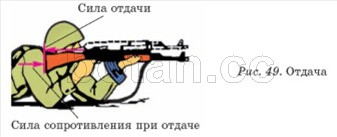 Сила отдачи
Рис. 49. Отдача
Сила сопротивления при отдаче